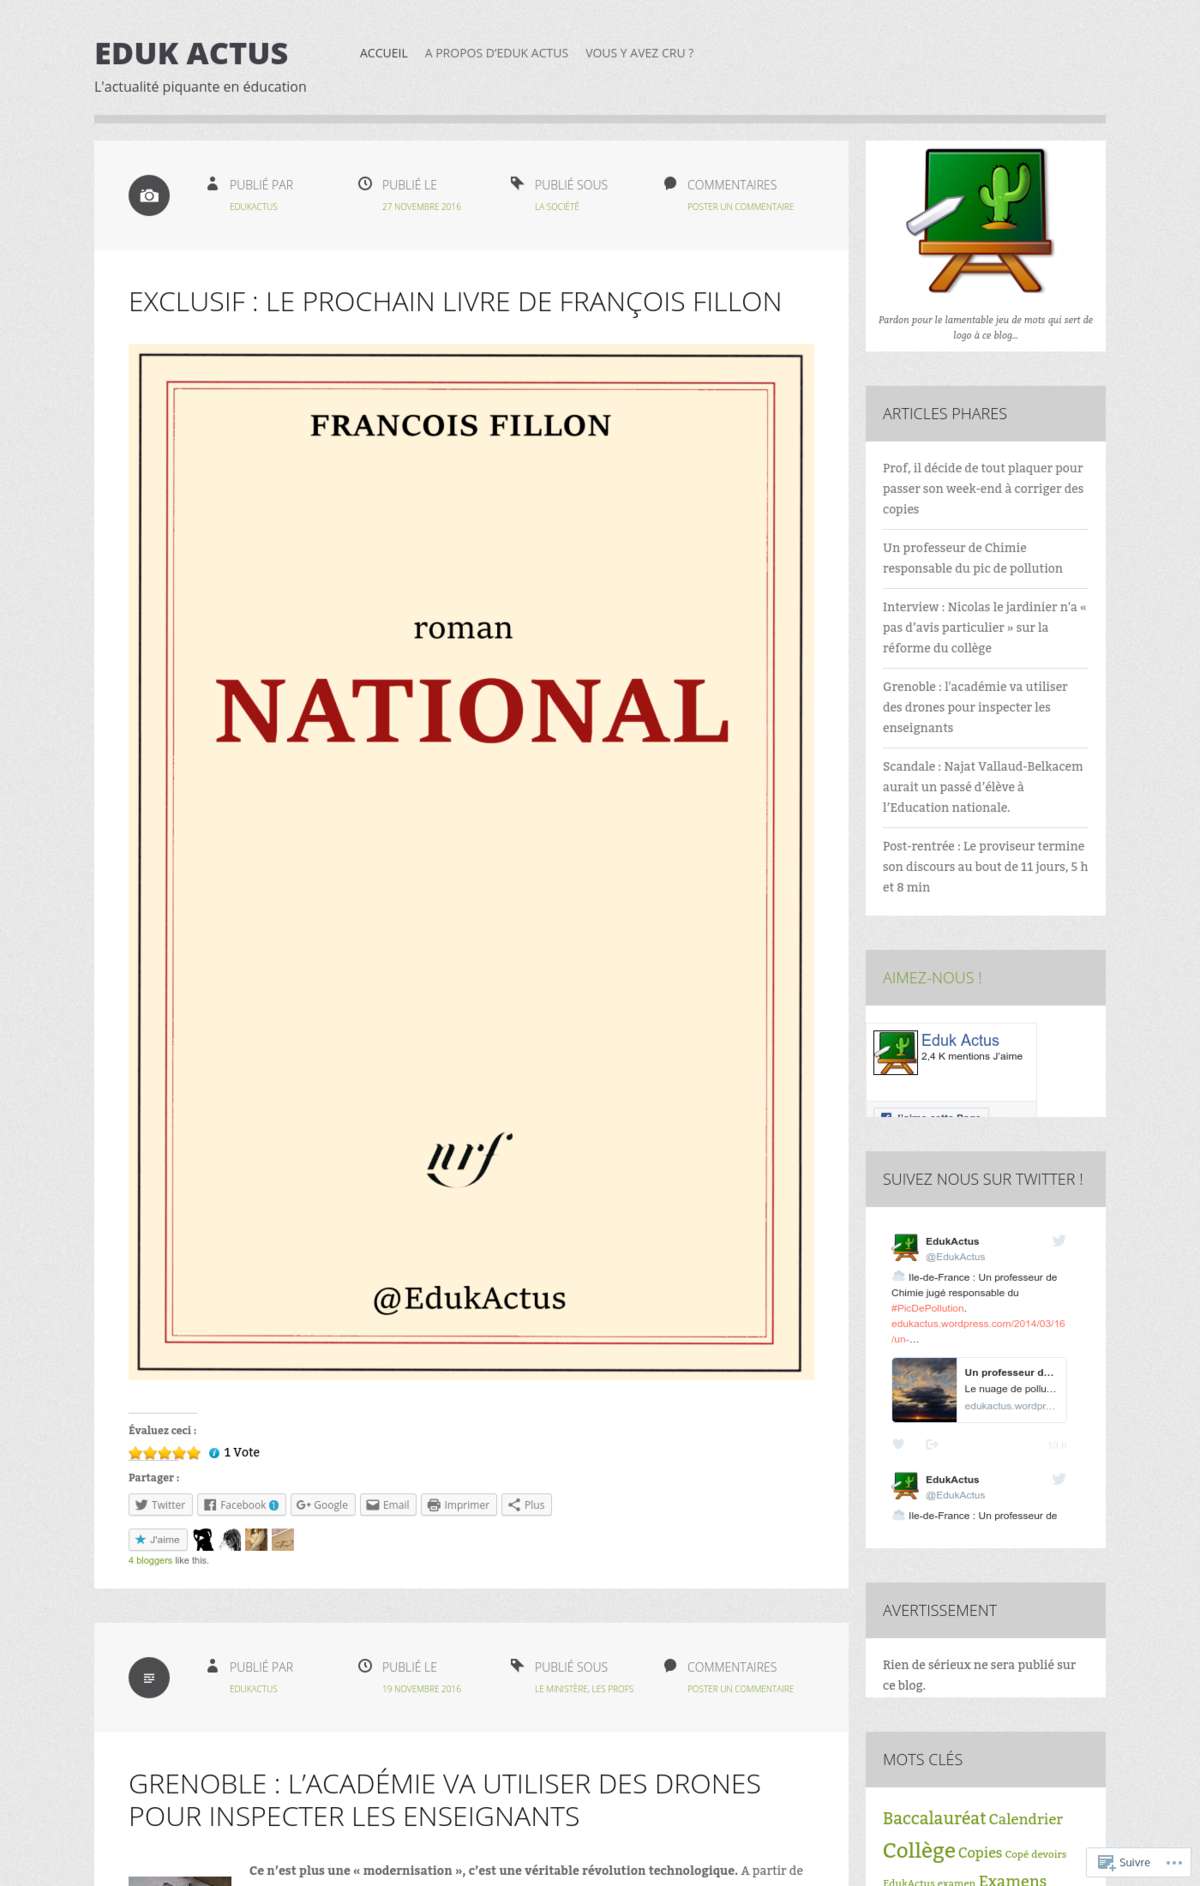 EDUK ACTUS
L'actualité piquante en éducation
ACCUEIL
A PROPOS D'EDUK ACTUS
VOUS Y AVEZ CRU ?
PUBLIÉ PAR
EDUKACTUS
PUBLIÉ LE
27 NOVEMBRE 2016
PUBLIÉ SOUS
LA SOCIÉTÉ
COMMENTAIRES
POSTER UN COMMENTAIRE
EXCLUSIF : LE PROCHAIN LIVRE DE FRANÇOIS FILLON
FRANCOIS FILLON
roman
NATIONAL
nrf
@EdukActus
Évaluez ceci :
1 Vote
Partager :
Twitter
Facebook 1
Google
Email
Imprimer
Plus
J'aime
4 bloggers like this.
PUBLIÉ PAR
EDUKACTUS
PUBLIÉ LE
19 NOVEMBRE 2016
PUBLIÉ SOUS
LE MINISTÈRE, LES PROFS
COMMENTAIRES
POSTER UN COMMENTAIRE
GRENOBLE : L'ACADÉMIE VA UTILISER DES DRONES
POUR INSPECTER LES ENSEIGNANTS
Ce n'est plus une « modernisation », c'est une véritable révolution technologique. A partir de
Pardon pour le lamentable jeu de mots qui sert de
logo à ce blog...
ARTICLES PHARES
Prof, il décide de tout plaquer pour
passer son week-end à corriger des
copies
Un professeur de Chimie
responsable du pic de pollution
Interview : Nicolas le jardinier n'a «
pas d'avis particulier » sur la
réforme du collège
Grenoble : l'académie va utiliser
des drones pour inspecter les
enseignants
Scandale : Najat Vallaud-Belkacem
aurait un passé d'élève à
l'Education nationale.
Post-rentrée : Le proviseur termine
son discours au bout de 11 jours, 5 h
et 8 min
AIMEZ-NOUS !
Eduk Actus
2,4 K mentions J'aime
J'aime cette Page
SUIVEZ NOUS SUR TWITTER !
EdukActus
@EdukActus
Ile-de-France : Un professeur de
Chimie jugé responsable du
#PicDePollution.
edukactus.wordpress.com/2014/03/16
/un-...
Un professeur d...
Le nuage de pollu...
edukactus.wordpr...
EdukActus
@EdukActus
Ile-de-France : Un professeur de
AVERTISSEMENT
Rien de sérieux ne sera publié sur
ce blog.
MOTS CLÉS
Baccalauréat Calendrier
Collège Copies Copé devoirs
EdukActus examen Examens
Suivre